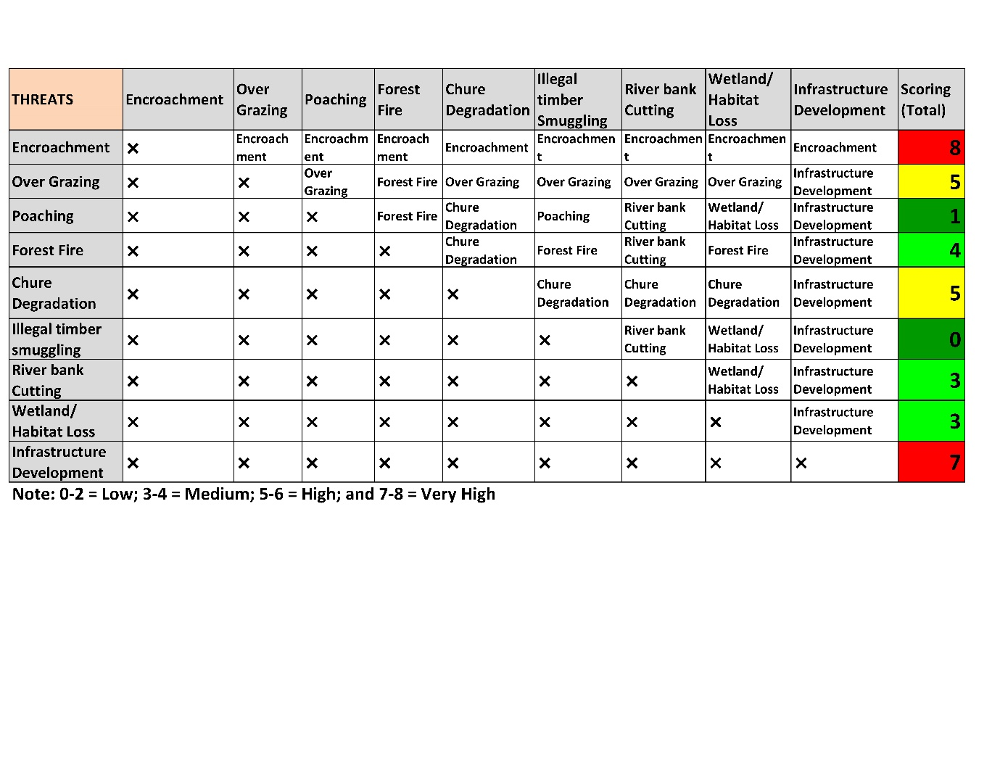 THREATS Encroachment Over Grazing Poaching Forest Fire Chure Degradation Illegal timber Smuggling River bank Cutting Wetland/ Habitat Loss Infrastructure Development Scoring (Total)
Encroachment × Encroach ment Encroachm ent Encroach ment Encroachment Encroachmen t Encroachmen t Encroachmen t Encroachment 8
Over Grazing × × Over Grazing Forest Fire Over Grazing Over Grazing Over Grazing Over Grazing Infrastructure Development 5
Poaching × × × Forest Fire Chure Degradation Poaching River bank Cutting Wetland/ Habitat Loss Infrastructure Development 1
Forest Fire × × × × Chure Degradation Forest Fire River bank Cutting Forest Fire Infrastructure Development 4
Chure Degradation × × × × × Chure Degradation Chure Degradation Chure Degradation Infrastructure Development 5
Illegal timber smuggling × × × × × × River bank Cutting Wetland/ Habitat Loss Infrastructure Development 0
River bank Cutting × × × × × × × Wetland/ Habitat Loss Infrastructure Development 3
Wetland/ Habitat Loss × × × × × × × × Infrastructure Development 3
Infrastructure Development × × × × × × × × × 7
Note: 0-2 = Low; 3-4 = Medium; 5-6 = High; and 7-8 = Very High